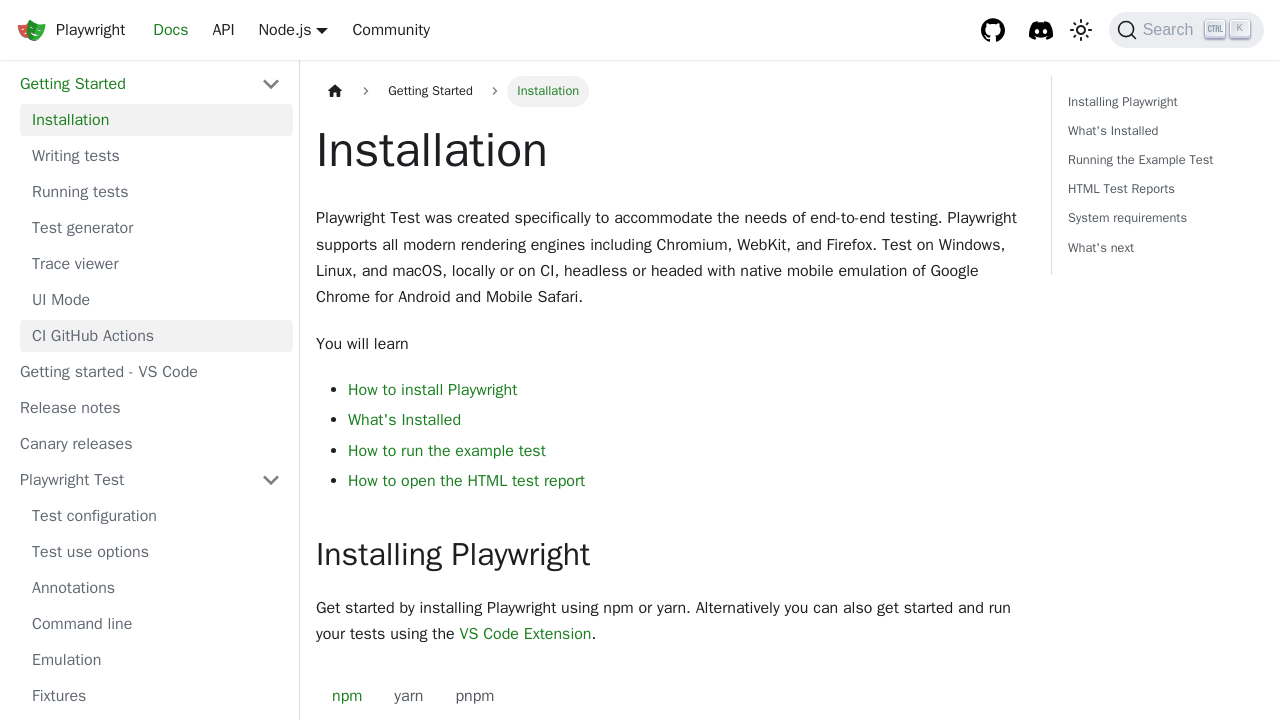 Playwright
Docs
API
Node.js
Community
Search
CTRL
K
Getting Started
Installation
Writing tests
Running tests
Test generator
Trace viewer
UI Mode
CI GitHub Actions
Getting started - VS Code
Release notes
Canary releases
Playwright Test
Test configuration
Test use options
Annotations
Command line
Emulation
Fixtures
Getting Started
Installation
Installation
Playwright Test was created specifically to accommodate the needs of end-to-end testing. Playwright
supports all modern rendering engines including Chromium, WebKit, and Firefox. Test on Windows,
Linux, and macOS, locally or on CI, headless or headed with native mobile emulation of Google
Chrome for Android and Mobile Safari.
You will learn
How to install Playwright
What's Installed
How to run the example test
How to open the HTML test report
Installing Playwright
Get started by installing Playwright using npm or yarn. Alternatively you can also get started and run
your tests using the VS Code Extension.
npm
yarn
pnpm
Installing Playwright
What's Installed
Running the Example Test
HTML Test Reports
System requirements
What's next